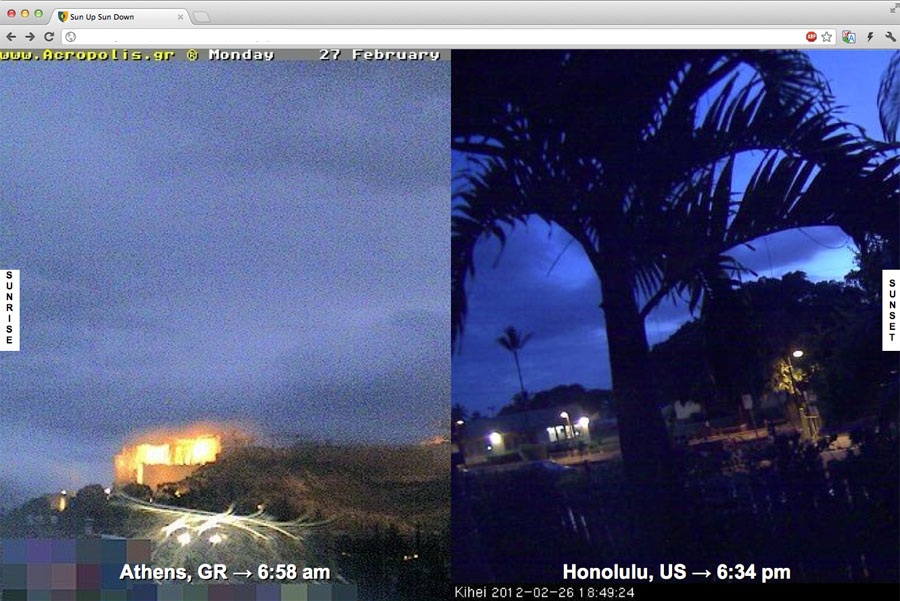 Sun Up Sun Down
www.Acropolis.gr ® Monday 27 February
SUNRISE
SUNSET
Athens, GR → 6:58 am
Honolulu, US → 6:34 pm
Kihei 2012-02-26 18:49:24